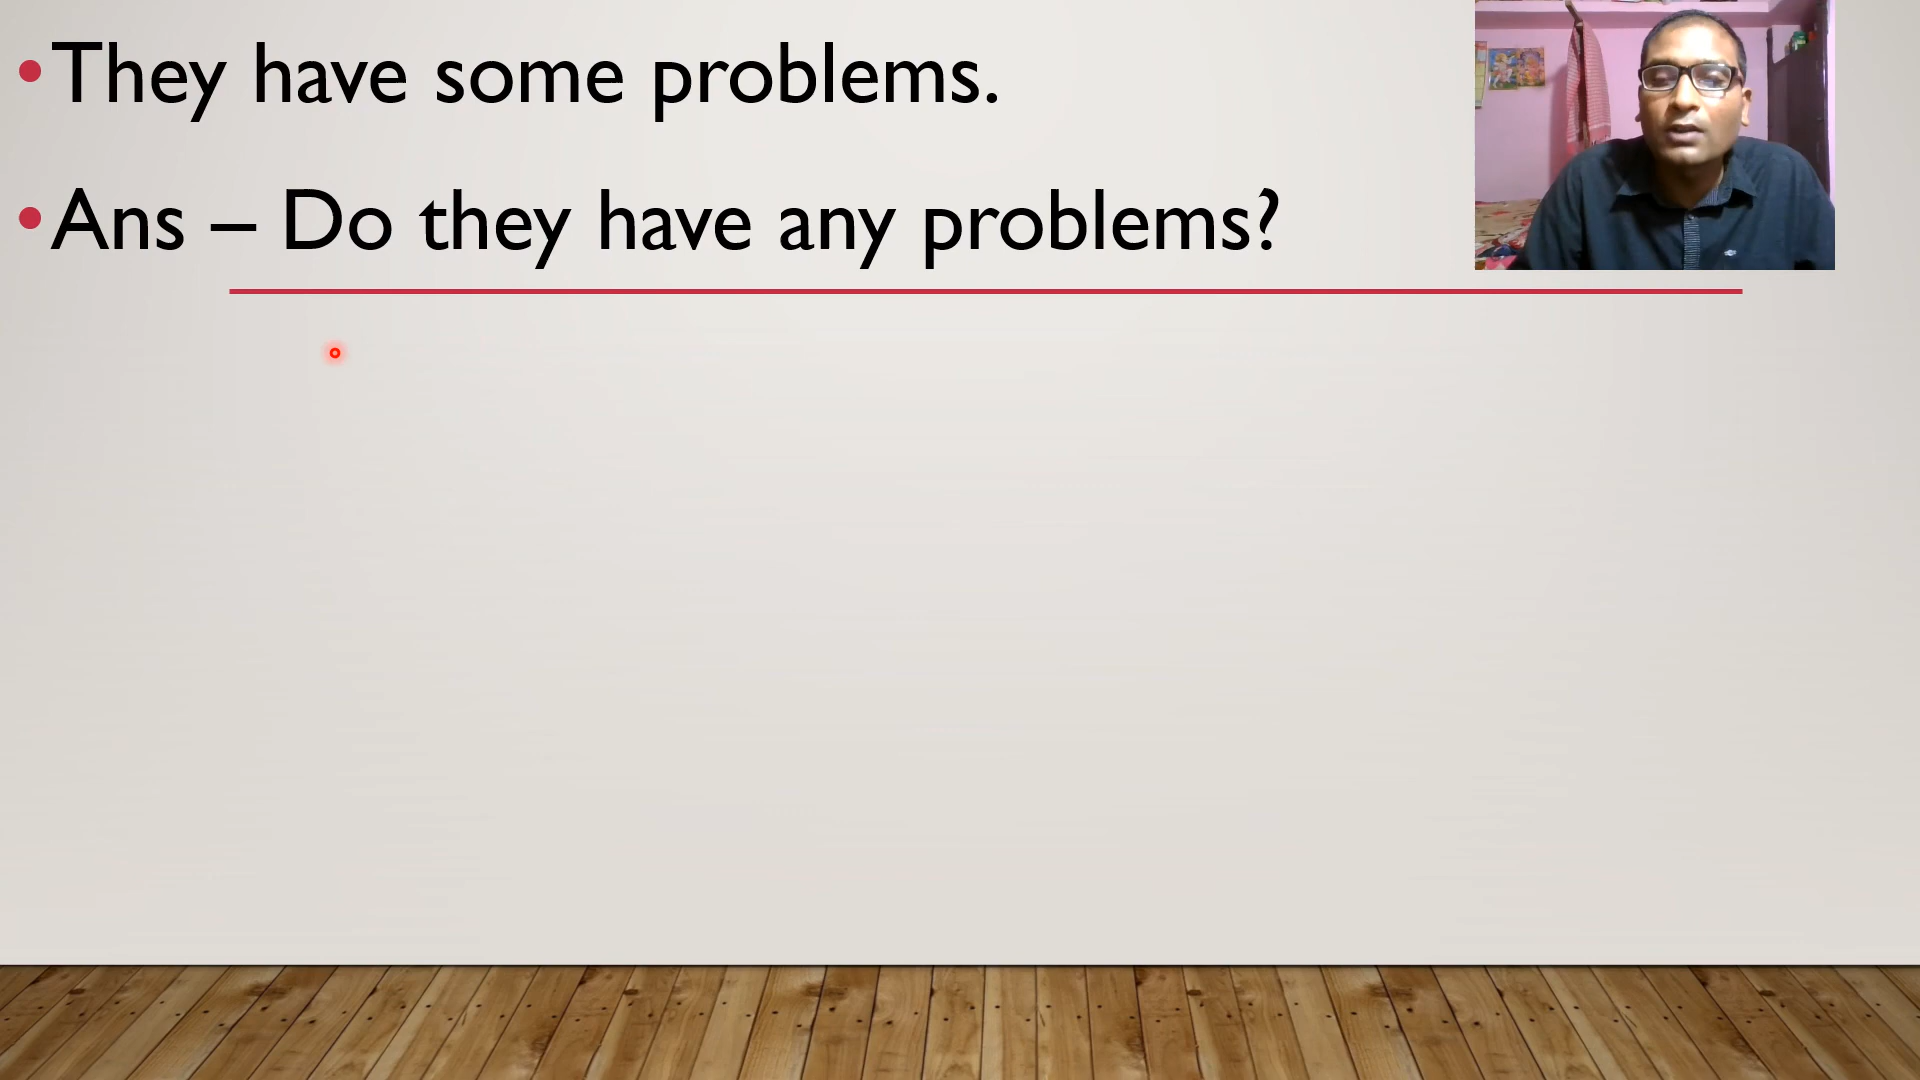 • They have some problems.
• Ans – Do they have any problems?